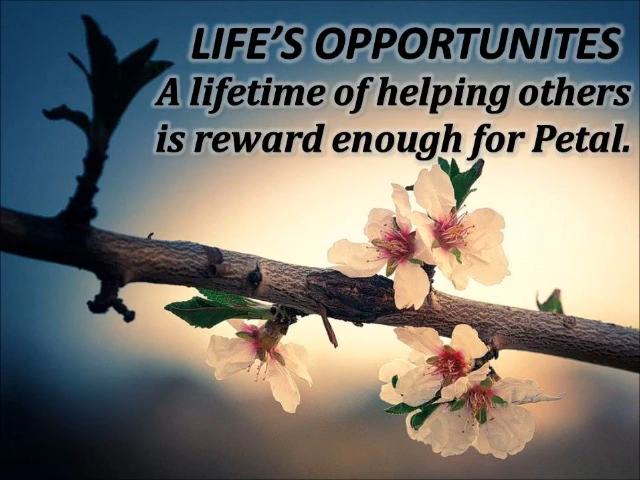 LIFE'S OPPORTUNITES
A lifetime of helping others
is reward enough for Petal.